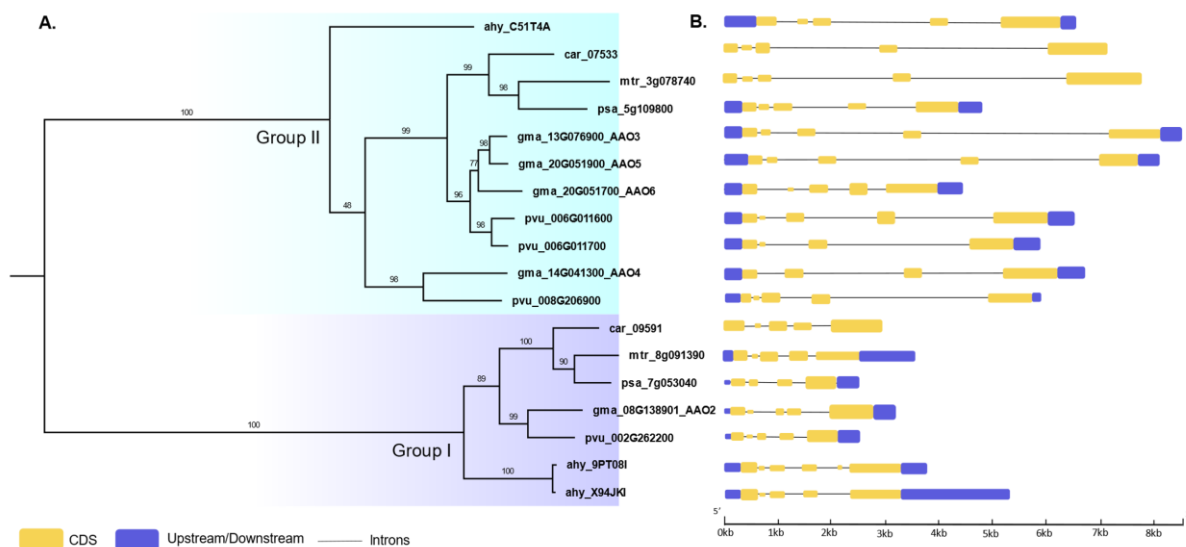 A.
B.
ahy_C51T4A
car_07533
99
mtr_3g078740
98
psa_5g109800
100
Group II
99
gma_13G076900_AAO3
98
gma_20G051900_AAO5
77
gma_20G051700_AAO6
96
48
pvu_006G011600
98
pvu_006G011700
gma_14G041300_AAO4
98
pvu_008G206900
car_09591
100
mtr_8g091390
90
psa_7g053040
89
gma_08G138901_AAO2
99
pvu_002G262200
100
Group I
ahy_9PT08I
100
ahy_X94JKI
5′
0kb 1kb 2kb 3kb 4kb 5kb 6kb 7kb 8kb
CDS Upstream/Downstream Introns